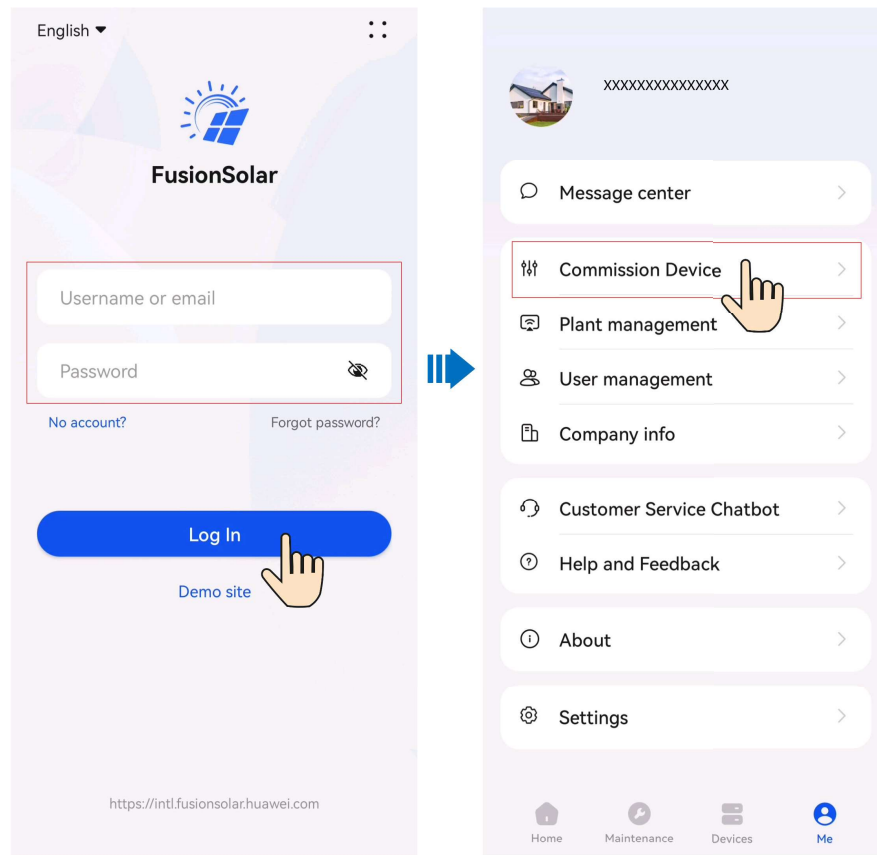 English
FusionSolar
Username or email
Password
No account?
Forgot password?
Log In
Demo site
https://intl.fusionsolar.huawei.com
XXXXXXXXXXXXXXX
Message center
Commission Device
Plant management
User management
Company info
Customer Service Chatbot
Help and Feedback
About
Settings
Home
Maintenance
Devices
Me